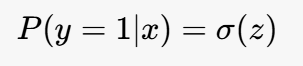 P(y = 1|x) = σ(z)